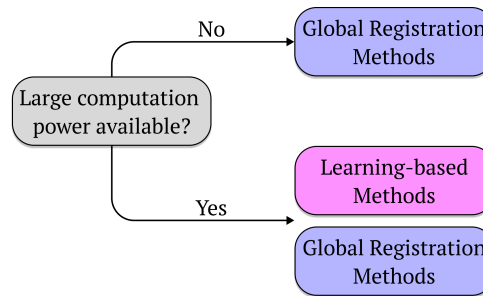 No
Global Registration
Methods
Large computation
power available?
Learning-based
Methods
Yes
Global Registration
Methods